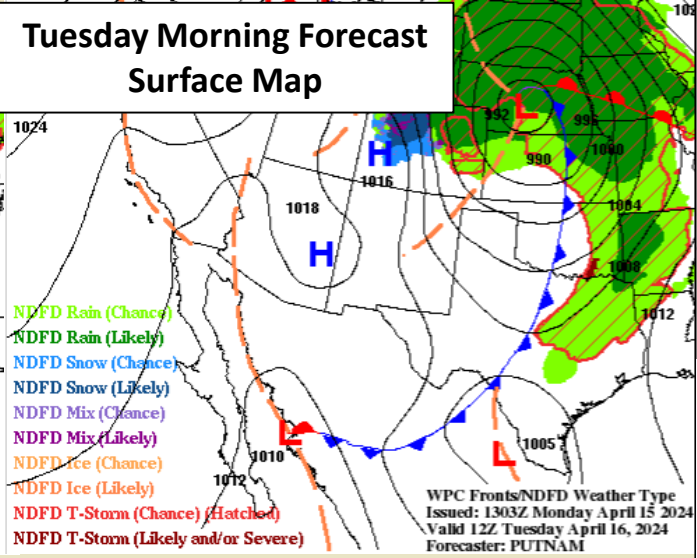 Tuesday Morning Forecast
Surface Map
1024
992
996
990
1000
H
L
1016
1018
H
1004
1008
1012
NDFD Rain (Chance)
NDFD Rain (Likely)
NDFD Snow (Chance)
NDFD Snow (Likely)
NDFD Mix (Chance)
NDFD Mix (Likely)
NDFD Ice (Chance)
NDFD Ice (Likely)
NDFD T-Storm (Chance) (Hatched)
NDFD T-Storm (Likely and/or Severe)
L
1010
1012
L
1005
WPC Fronts/NDFD Weather Type
Issued: 1303Z Monday April 15 2024
Valid 12Z Tuesday April 16, 2024
Forecaster: PUTNAM